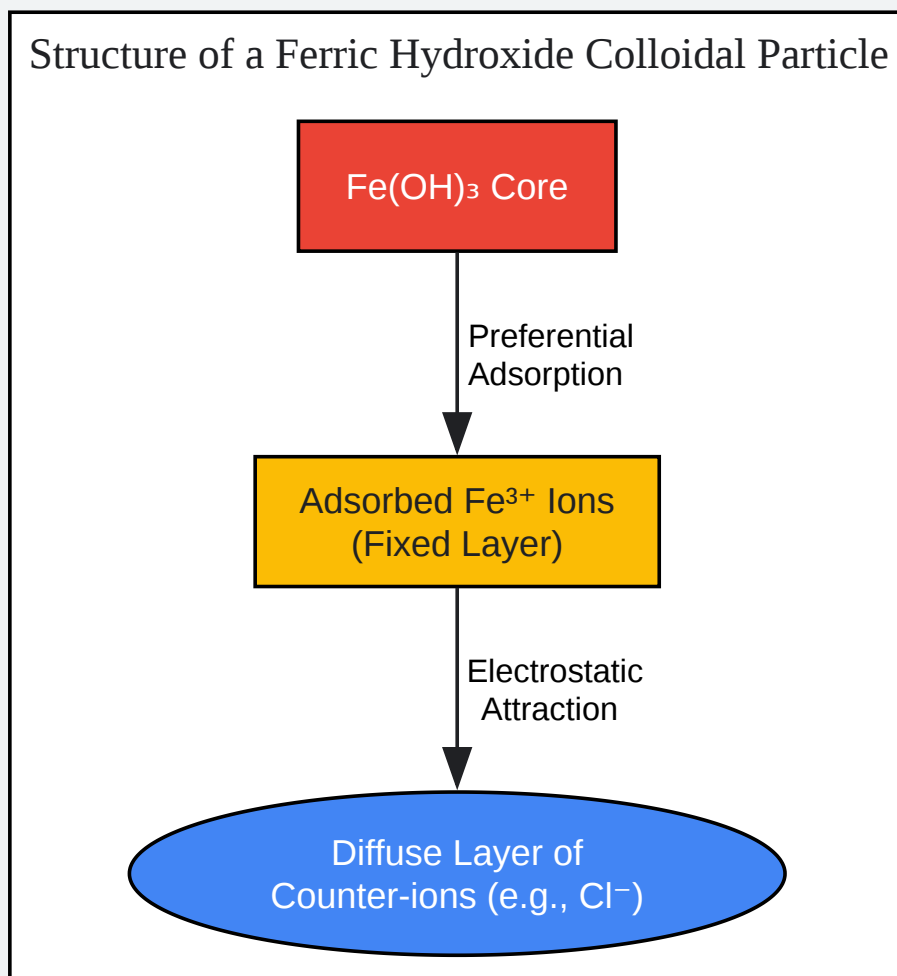 Structure of a Ferric Hydroxide Colloidal Particle
Fe(OH)₃ Core
Preferential
Adsorption
Adsorbed Fe³⁺ Ions
(Fixed Layer)
Electrostatic
Attraction
Diffuse Layer of
Counter-ions (e.g., Cl⁻)